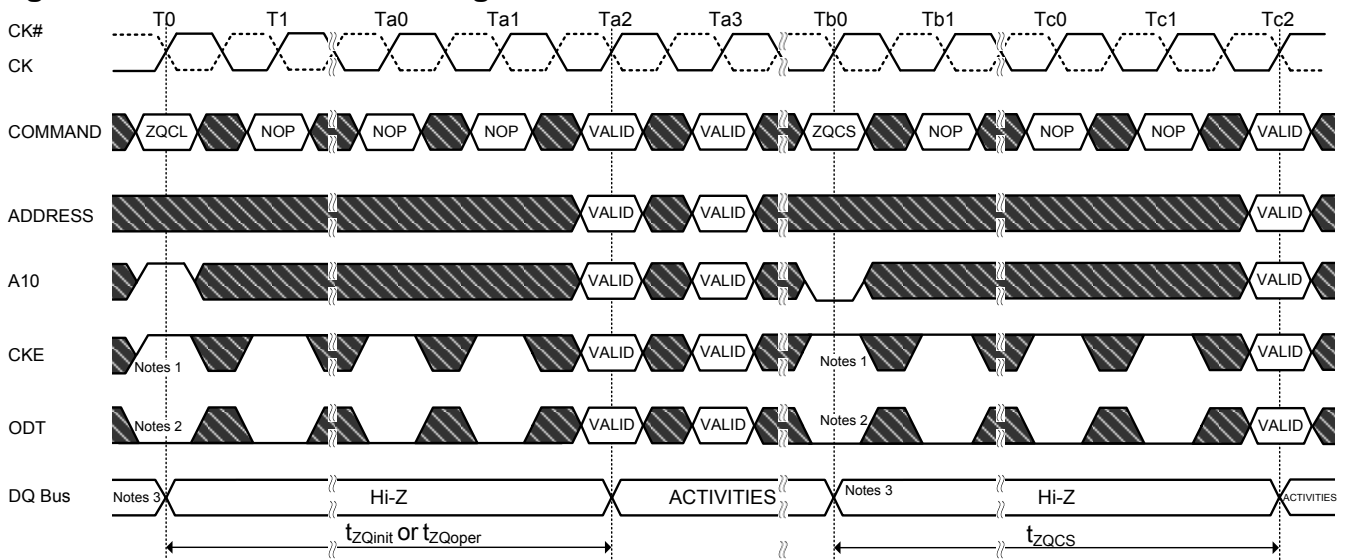 T0 T1 Ta0 Ta1 Ta2 Ta3 Tb0 Tb1 Tc0 Tc1 Tc2
CK#
CK
COMMAND ZQCL NOP NOP NOP VALID VALID ZQCS NOP NOP NOP VALID
ADDRESS VALID VALID VALID
A10 VALID VALID VALID
CKE Notes 1 VALID VALID Notes 1 VALID
ODT Notes 2 VALID VALID Notes 2 VALID
DQ Bus Notes 3 Hi-Z ACTIVITIES Notes 3 Hi-Z ACTIVITIES
tZQinit or tZQoper tZQCS